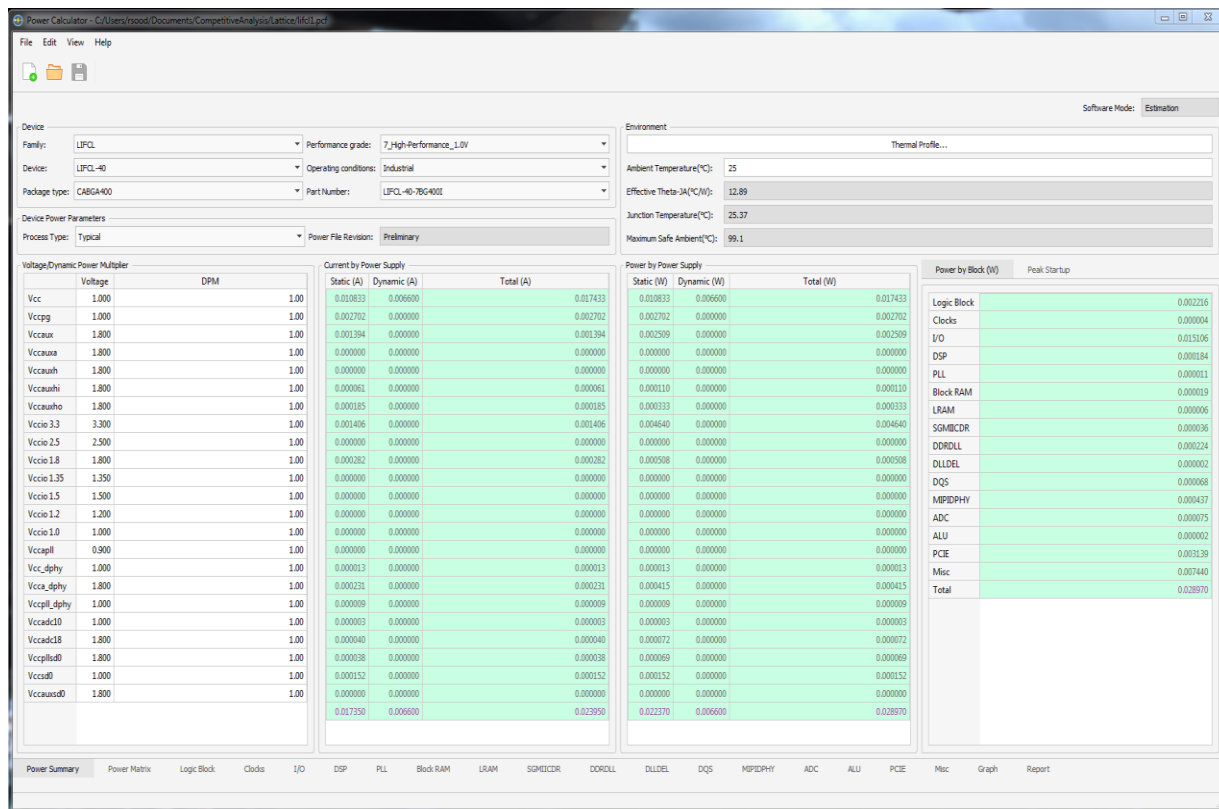 Power Calculator - C:/Users/rsood/Documents/CompetitiveAnalysis/Lattice/lifcl1.pcf
File Edit View Help
Software Mode: Estimation
Device
Family: LIFCL Performance grade: 7_High-Performance_1.0V
Device: LIFCL-40 Operating conditions: Industrial
Package type: CABGA400 Part Number: LIFCL-40-7BG400I
Device Power Parameters
Process Type: Typical Power File Revision: Preliminary
Environment
Thermal Profile...
Ambient Temperature(°C): 25
Effective Theta-JA(°C/W): 12.89
Junction Temperature(°C): 25.37
Maximum Safe Ambient(°C): 99.1
Voltage/Dynamic Power Multiplier
Voltage DPM
Vcc 1.000 1.00
Vccpg 1.000 1.00
Vccaux 1.800 1.00
Vccauxa 1.800 1.00
Vccauxh 1.800 1.00
Vccauxhi 1.800 1.00
Vccauxho 1.800 1.00
Vccio 3.3 3.300 1.00
Vccio 2.5 2.500 1.00
Vccio 1.8 1.800 1.00
Vccio 1.35 1.350 1.00
Vccio 1.5 1.500 1.00
Vccio 1.2 1.200 1.00
Vccio 1.0 1.000 1.00
Vccapll 0.900 1.00
Vcc_dphy 1.000 1.00
Vcca_dphy 1.800 1.00
Vccpll_dphy 1.000 1.00
Vccadc10 1.000 1.00
Vccadc18 1.800 1.00
Vccpllsd0 1.800 1.00
Vccsd0 1.000 1.00
Vccauxsd0 1.800 1.00
Current by Power Supply
Static (A) Dynamic (A) Total (A)
0.010833 0.006600 0.017433
0.002702 0.000000 0.002702
0.001394 0.000000 0.001394
0.000000 0.000000 0.000000
0.000000 0.000000 0.000000
0.000061 0.000000 0.000061
0.000185 0.000000 0.000185
0.001406 0.000000 0.001406
0.000000 0.000000 0.000000
0.000282 0.000000 0.000282
0.000000 0.000000 0.000000
0.000000 0.000000 0.000000
0.000000 0.000000 0.000000
0.000000 0.000000 0.000000
0.000000 0.000000 0.000000
0.000013 0.000000 0.000013
0.000231 0.000000 0.000231
0.000009 0.000000 0.000009
0.000003 0.000000 0.000003
0.000040 0.000000 0.000040
0.000038 0.000000 0.000038
0.000152 0.000000 0.000152
0.000000 0.000000 0.000000
0.017350 0.006600 0.023950
Power by Power Supply
Static (W) Dynamic (W) Total (W)
0.010833 0.006600 0.017433
0.002702 0.000000 0.002702
0.002509 0.000000 0.002509
0.000000 0.000000 0.000000
0.000000 0.000000 0.000000
0.000110 0.000000 0.000110
0.000333 0.000000 0.000333
0.004640 0.000000 0.004640
0.000000 0.000000 0.000000
0.000508 0.000000 0.000508
0.000000 0.000000 0.000000
0.000000 0.000000 0.000000
0.000000 0.000000 0.000000
0.000000 0.000000 0.000000
0.000000 0.000000 0.000000
0.000013 0.000000 0.000013
0.000415 0.000000 0.000415
0.000009 0.000000 0.000009
0.000003 0.000000 0.000003
0.000072 0.000000 0.000072
0.000069 0.000000 0.000069
0.000152 0.000000 0.000152
0.000000 0.000000 0.000000
0.022370 0.006600 0.028970
Power by Block (W) Peak Startup
Logic Block 0.002216
Clocks 0.000004
I/O 0.015106
DSP 0.000184
PLL 0.000011
Block RAM 0.000019
LRAM 0.000006
SGMIICDR 0.000036
DDRDLL 0.000224
DLLDEL 0.000002
DQS 0.000068
MIPIDPHY 0.000437
ADC 0.000075
ALU 0.000002
PCIE 0.003139
Misc 0.007440
Total 0.028970
Power Summary Power Matrix Logic Block Clocks I/O DSP PLL Block RAM LRAM SGMIICDR DDRDLL DLLDEL DQS MIPIDPHY ADC ALU PCIE Misc Graph Report